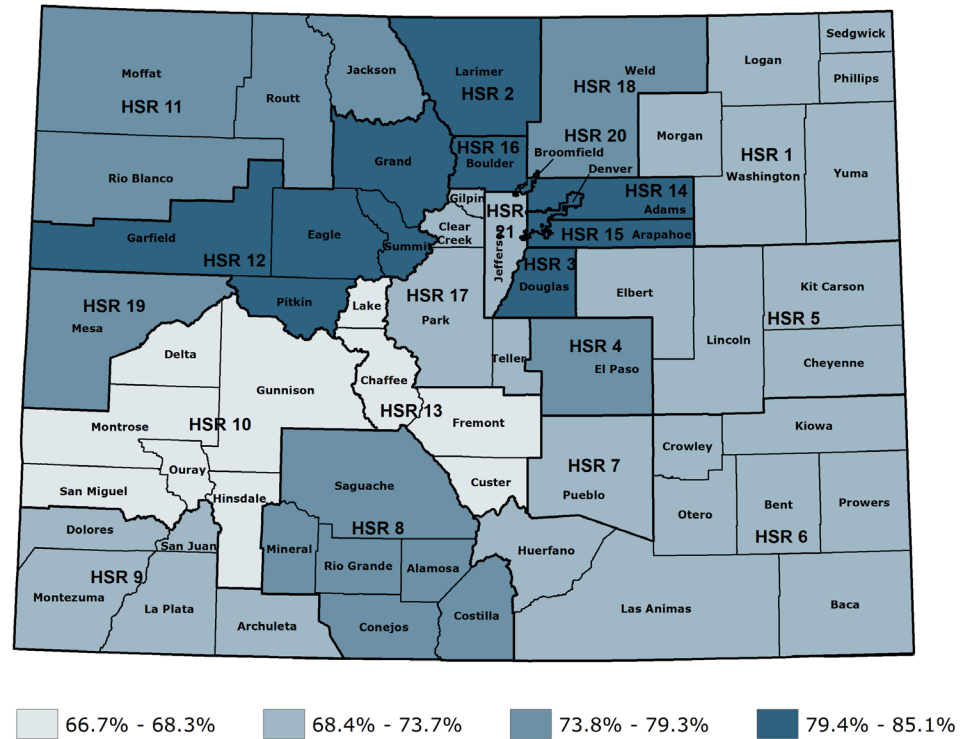 Moffat
HSR 11
Routt
Jackson
Larimer
HSR 2
Weld
HSR 18
Logan
Sedgwick
Phillips
Rio Blanco
Grand
HSR 16
Boulder
HSR 20
Broomfield
Denver
Morgan
HSR 1
Washington
Yuma
Garfield
HSR 12
Eagle
Summit
Gilpin
Clear
Creek
HSR
21
Jefferson
HSR 14
Adams
HSR 15
Arapahoe
HSR 3
Douglas
HSR 19
Mesa
Pitkin
Lake
HSR 17
Park
Elbert
Kit Carson
HSR 5
Lincoln
Cheyenne
Delta
Gunnison
Chaffee
Teller
HSR 4
El Paso
Montrose
HSR 10
HSR 13
Fremont
Kiowa
Crowley
Ouray
San Miguel
Hinsdale
Saguache
Custer
HSR 7
Pueblo
Otero
Bent
Prowers
HSR 6
Dolores
San Juan
HSR 8
Mineral
Rio Grande
Alamosa
Huerfano
HSR 9
Montezuma
La Plata
Archuleta
Conejos
Costilla
Las Animas
Baca
66.7% - 68.3%
68.4% - 73.7%
73.8% - 79.3%
79.4% - 85.1%